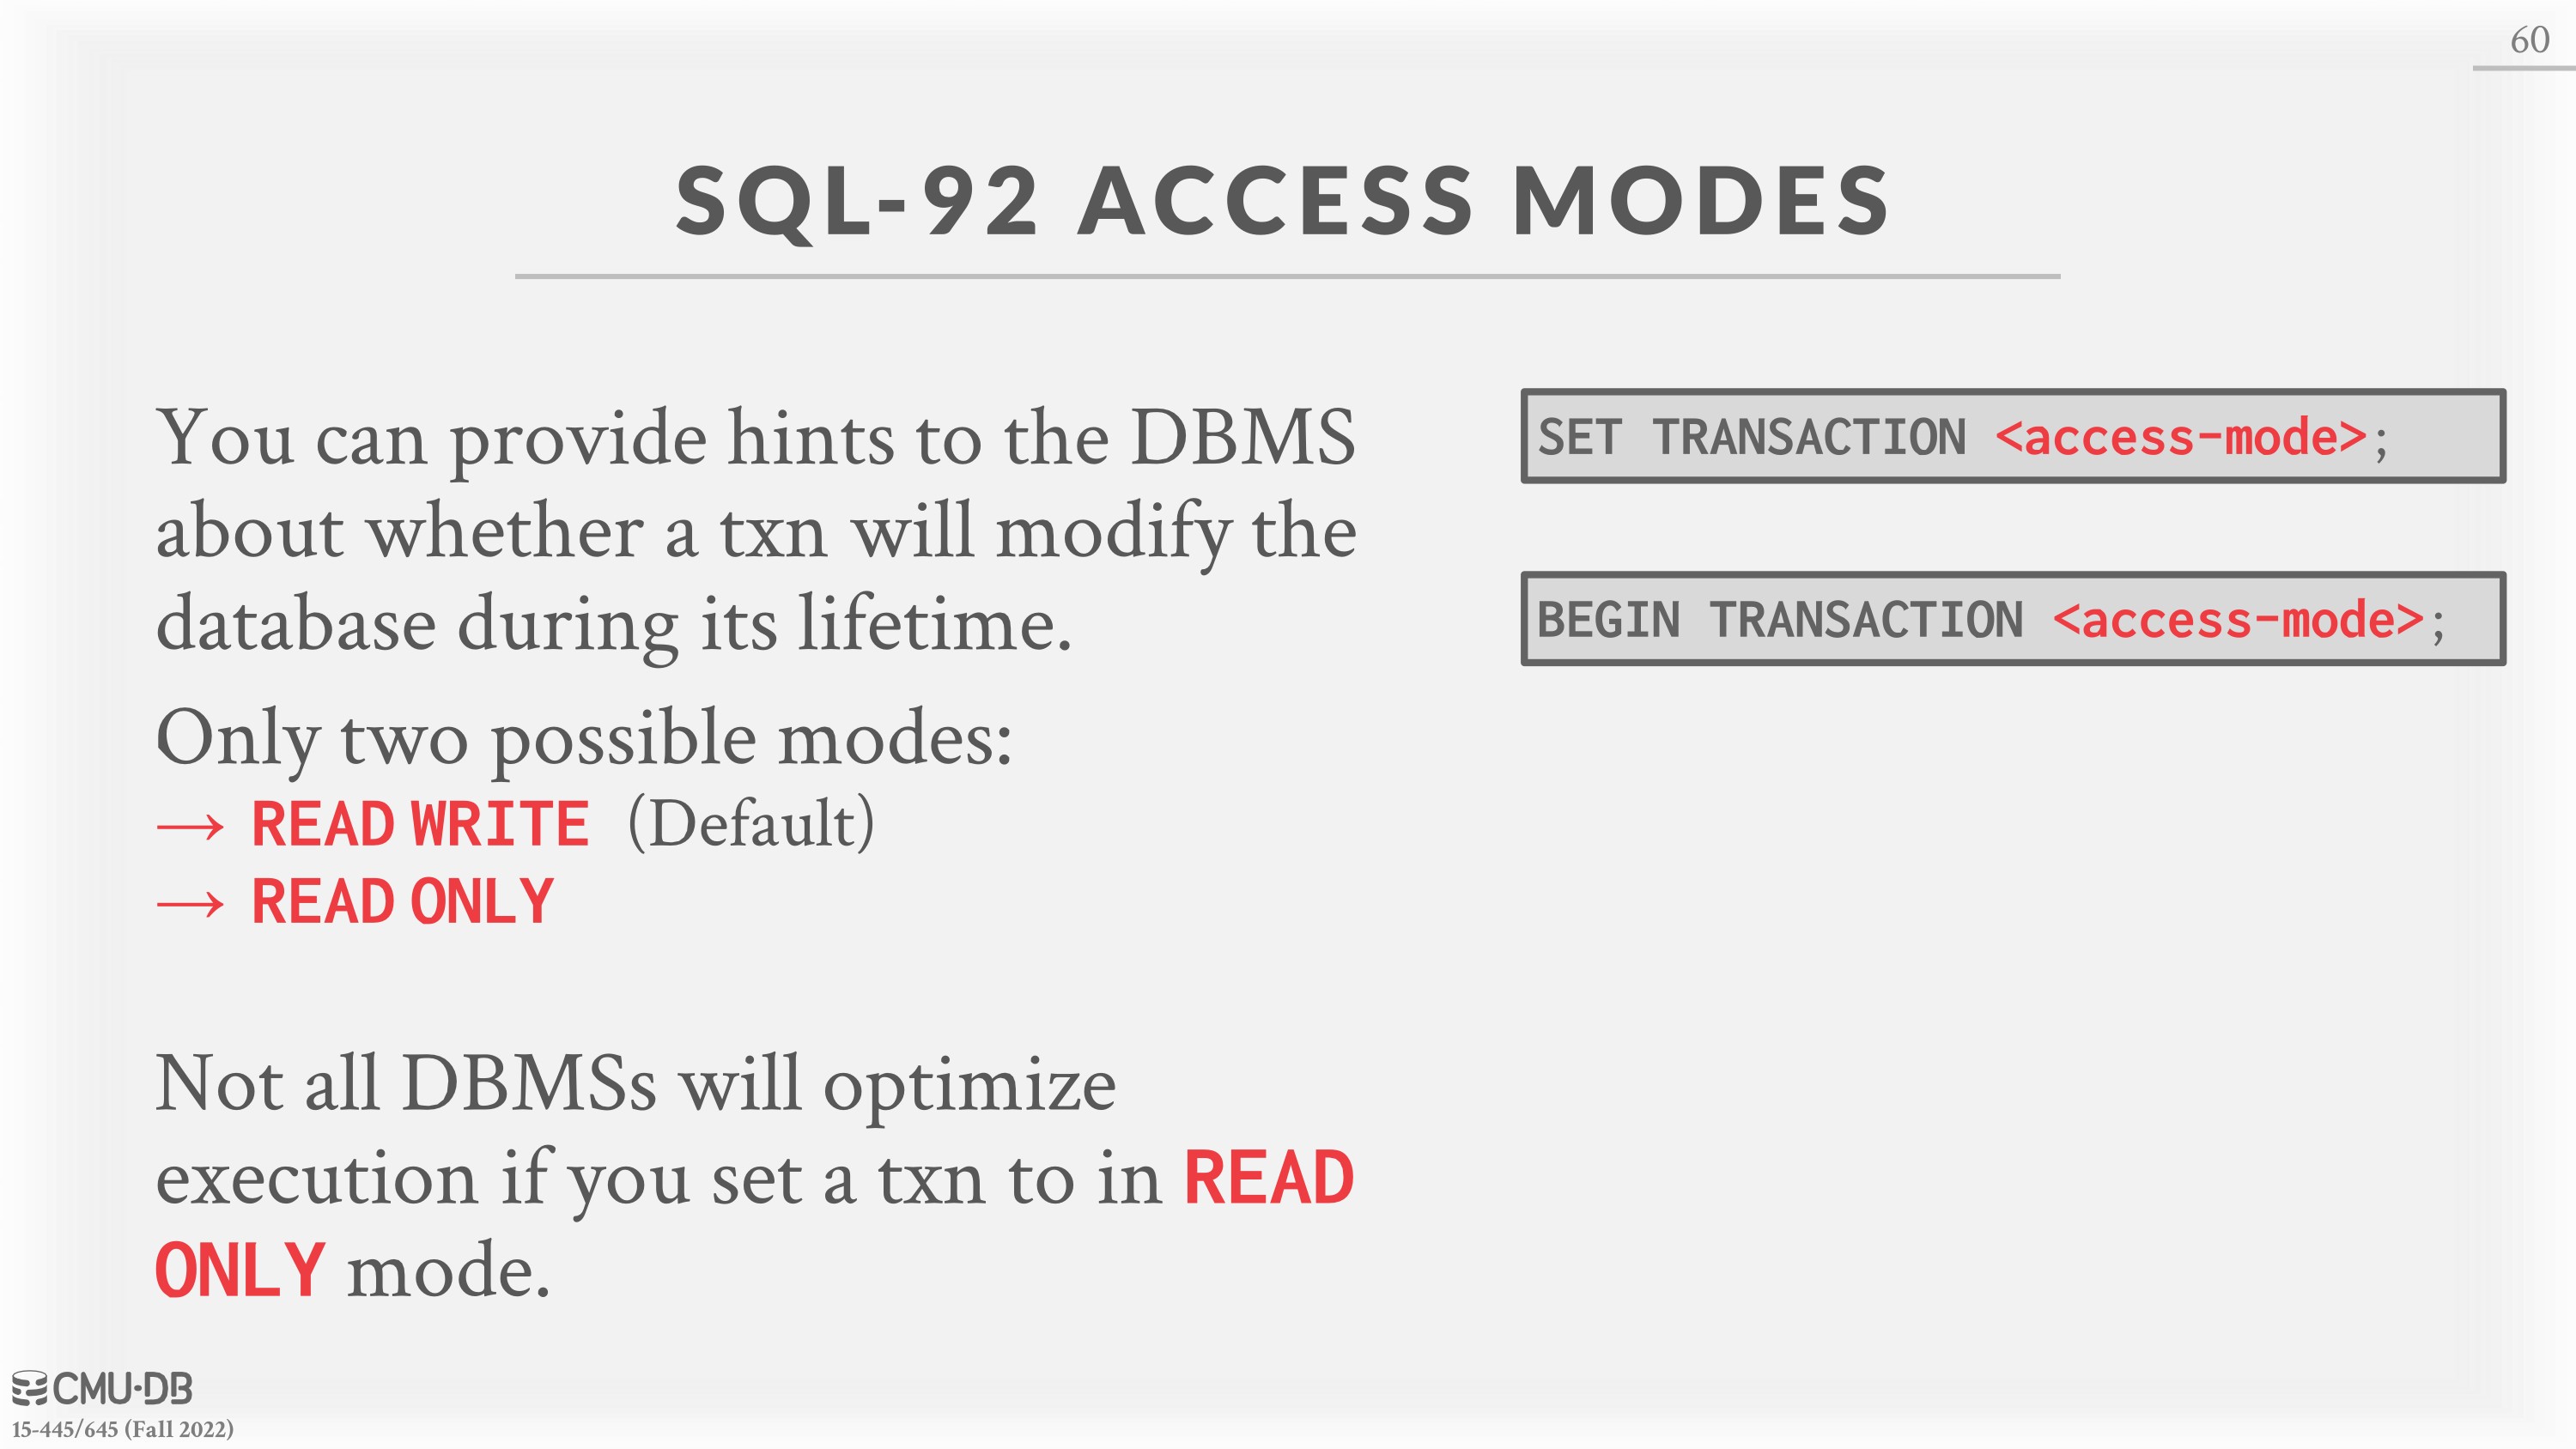 60
SQL-92 ACCESS MODES
You can provide hints to the DBMS
about whether a txn will modify the
database during its lifetime.
Only two possible modes:
→ READ WRITE (Default)
→ READ ONLY
Not all DBMSs will optimize
execution if you set a txn to in READ
ONLY mode.
SET TRANSACTION <access-mode>;
BEGIN TRANSACTION <access-mode>;
CMU·DB
15-445/645 (Fall 2022)